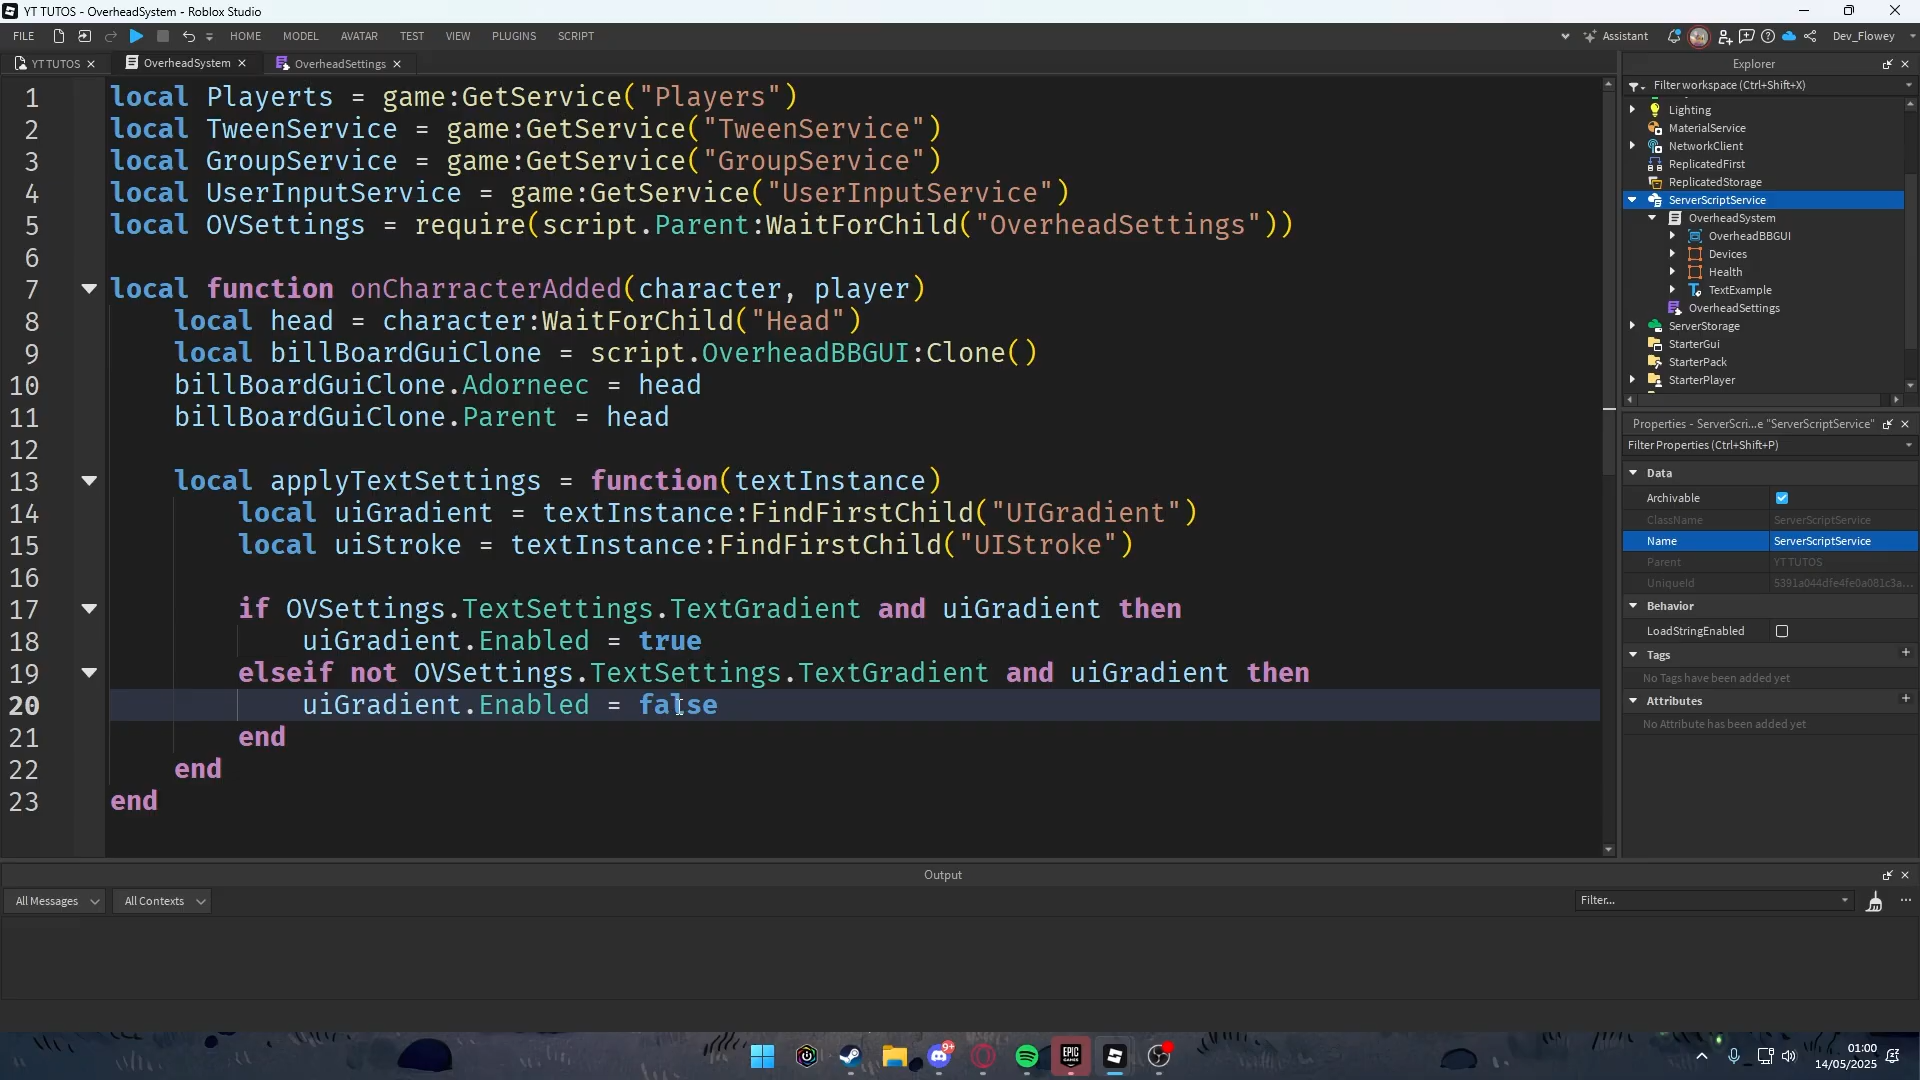 YT TUTOS - OverheadSystem - Roblox Studio
FILE HOME MODEL AVATAR TEST VIEW PLUGINS SCRIPT Assistant Dev_Flowey
YT TUTOS OverheadSystem OverheadSettings
1 local Playerts = game:GetService("Players")
2 local TweenService = game:GetService("TweenService")
3 local GroupService = game:GetService("GroupService")
4 local UserInputService = game:GetService("UserInputService")
5 local OVSettings = require(script.Parent:WaitForChild("OverheadSettings"))
6
7 local function onCharracterAdded(character, player)
8 local head = character:WaitForChild("Head")
9 local billBoardGuiClone = script.OverheadBBGUI:Clone()
10 billBoardGuiClone.Adorneec = head
11 billBoardGuiClone.Parent = head
12
13 local applyTextSettings = function(textInstance)
14 local uiGradient = textInstance:FindFirstChild("UIGradient")
15 local uiStroke = textInstance:FindFirstChild("UIStroke")
16
17 if OVSettings.TextSettings.TextGradient and uiGradient then
18 uiGradient.Enabled = true
19 elseif not OVSettings.TextSettings.TextGradient and uiGradient then
20 uiGradient.Enabled = false
21 end
22 end
23 end
Explorer
Filter workspace (Ctrl+Shift+X)
Lighting
MaterialService
NetworkClient
ReplicatedFirst
ReplicatedStorage
ServerScriptService
OverheadSystem
OverheadBBGUI
Devices
Health
TextExample
OverheadSettings
ServerStorage
StarterGui
StarterPack
StarterPlayer
Properties - ServerScri...e "ServerScriptService"
Filter Properties (Ctrl+Shift+P)
Data
Archivable
ClassName ServerScriptService
Name ServerScriptService
Parent YT TUTOS
UniqueId 5391a044dfe4fe0a081c3a...
Behavior
LoadStringEnabled
Tags
No Tags have been added yet
Attributes
No Attribute has been added yet
Output
All Messages All Contexts Filter...
9+
EPIC GAMES
01:00
14/05/2025